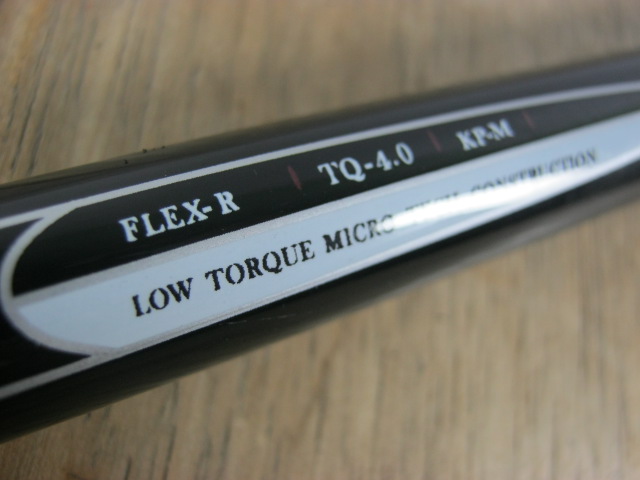 FLEX-R TQ-4.0 KP-M
LOW TORQUE MICRO CONSTRUCTION